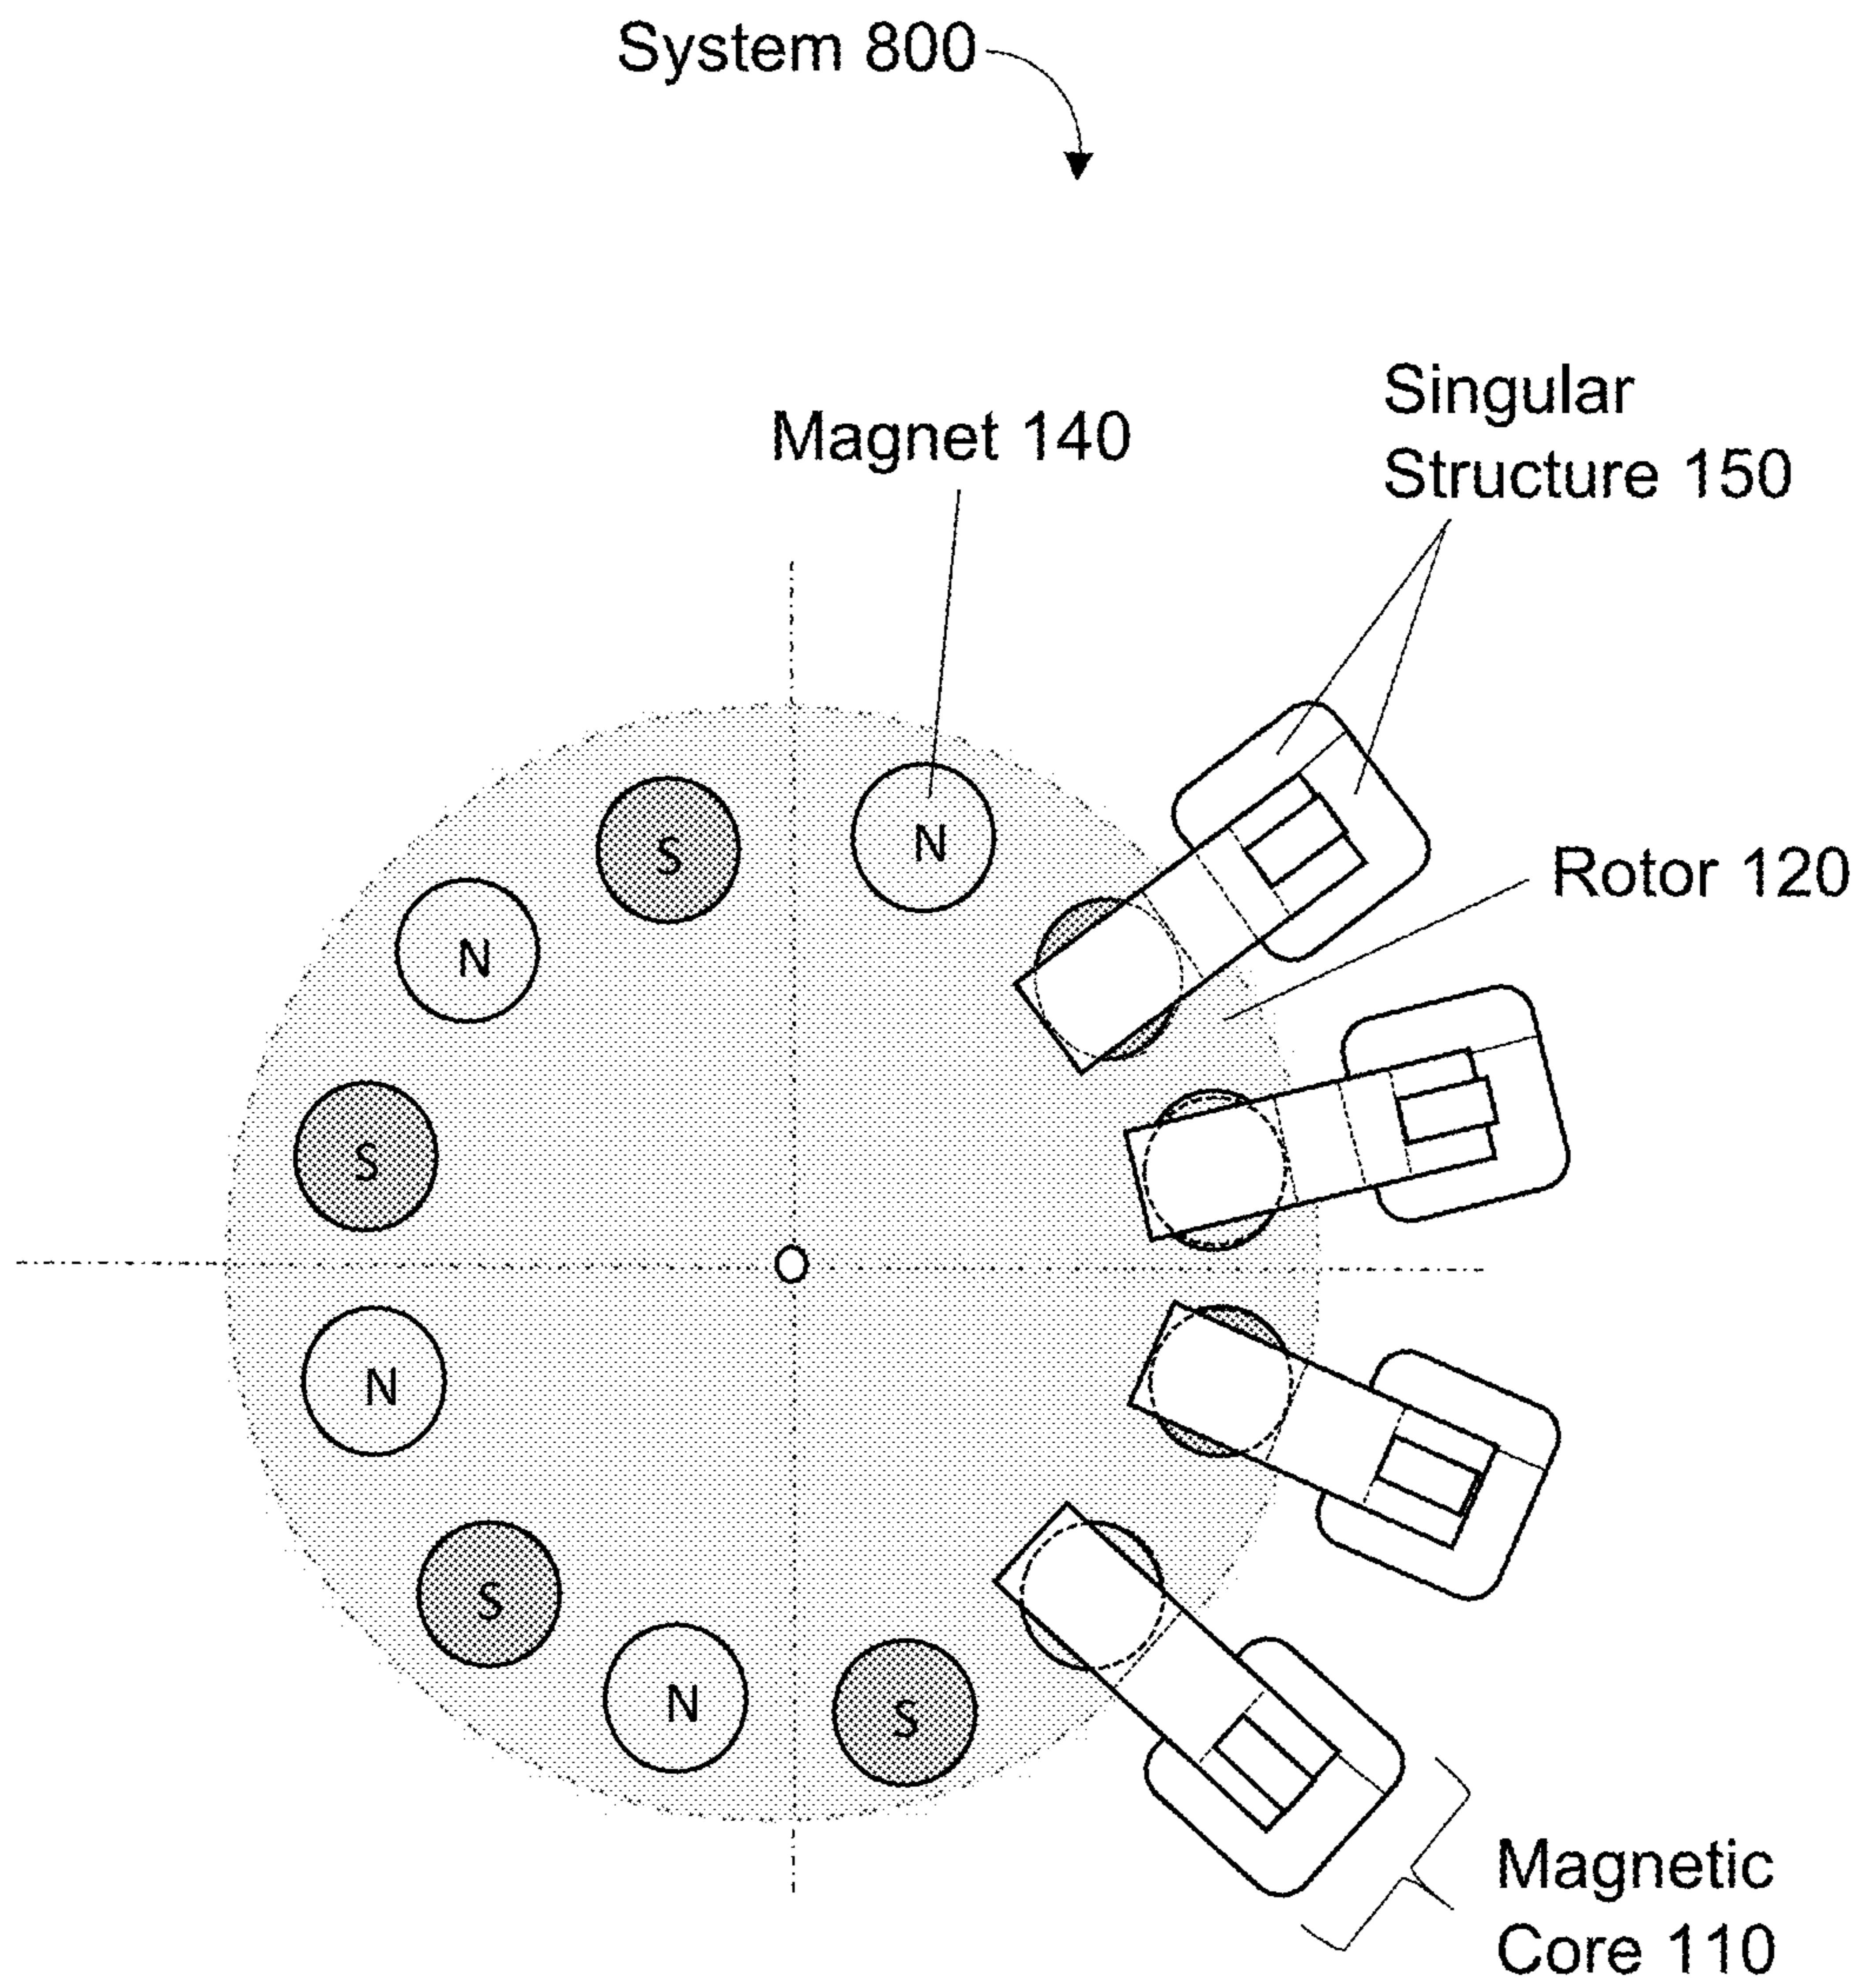 System 800
Singular
Structure 150
Magnet 140
N
S
Rotor 120
N
S
N
S
N
S
Magnetic
Core 110